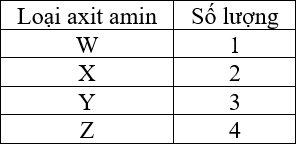 Loại axit amin Số lượng
W 1
X 2
Y 3
Z 4